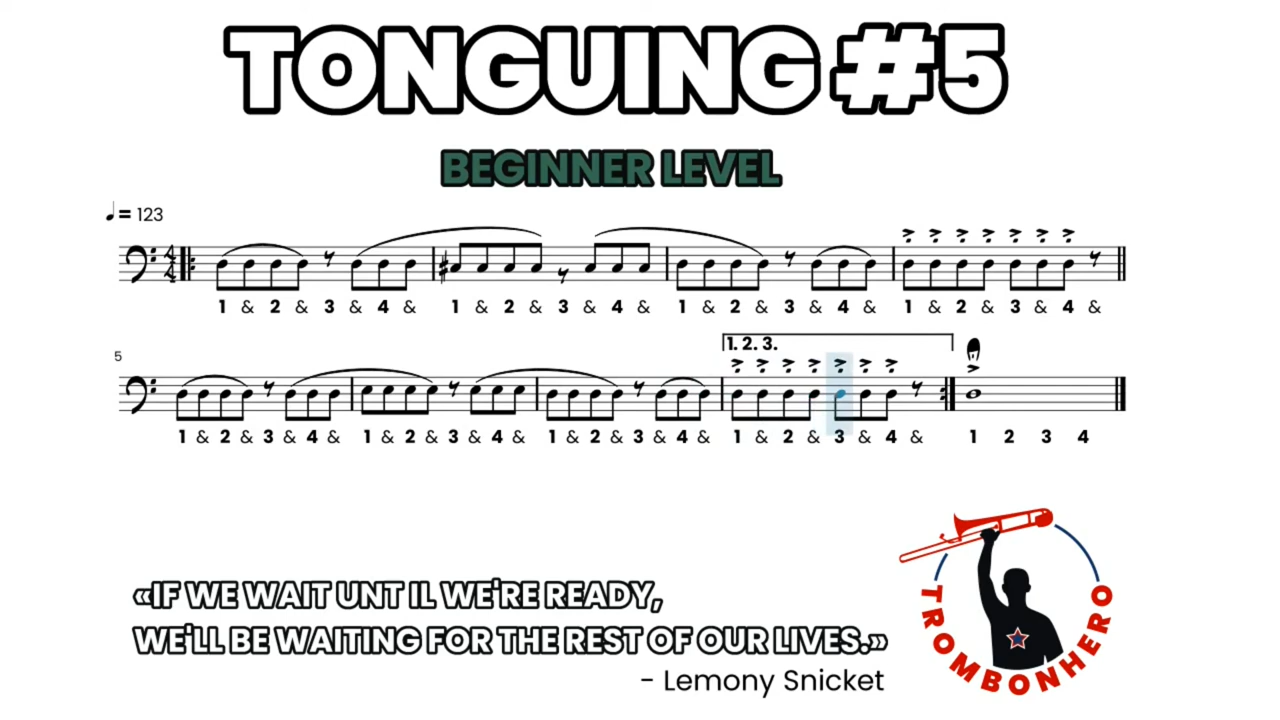 TONGUING #5
BEGINNER LEVEL
♩ = 123
1 & 2 & 3 & 4 & 1 & 2 & 3 & 4 & 1 & 2 & 3 & 4 & 1 & 2 & 3 & 4 &
1. 2. 3.
5
1 & 2 & 3 & 4 & 1 & 2 & 3 & 4 & 1 & 2 & 3 & 4 & 1 & 2 & 3 & 4 & 1 2 3 4
«IF WE WAIT UNT IL WE'RE READY,
WE'LL BE WAITING FOR THE REST OF OUR LIVES.»
- Lemony Snicket
TROMBONHERO